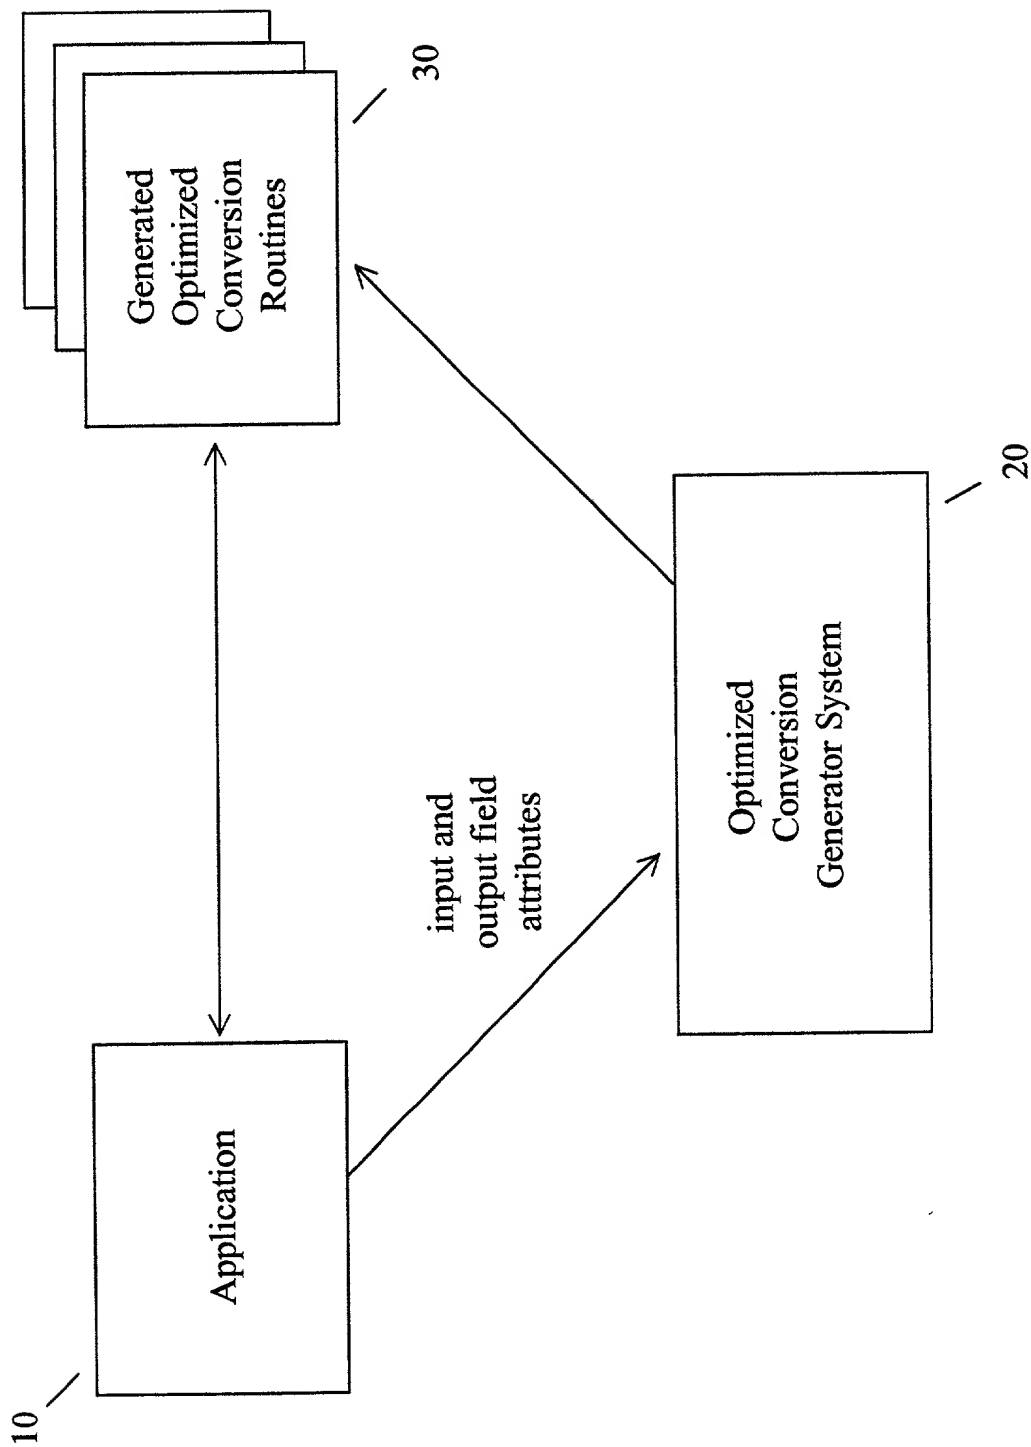 10
Application
Generated
Optimized
Conversion
Routines
30
input and
output field
attributes
Optimized
Conversion
Generator System
20